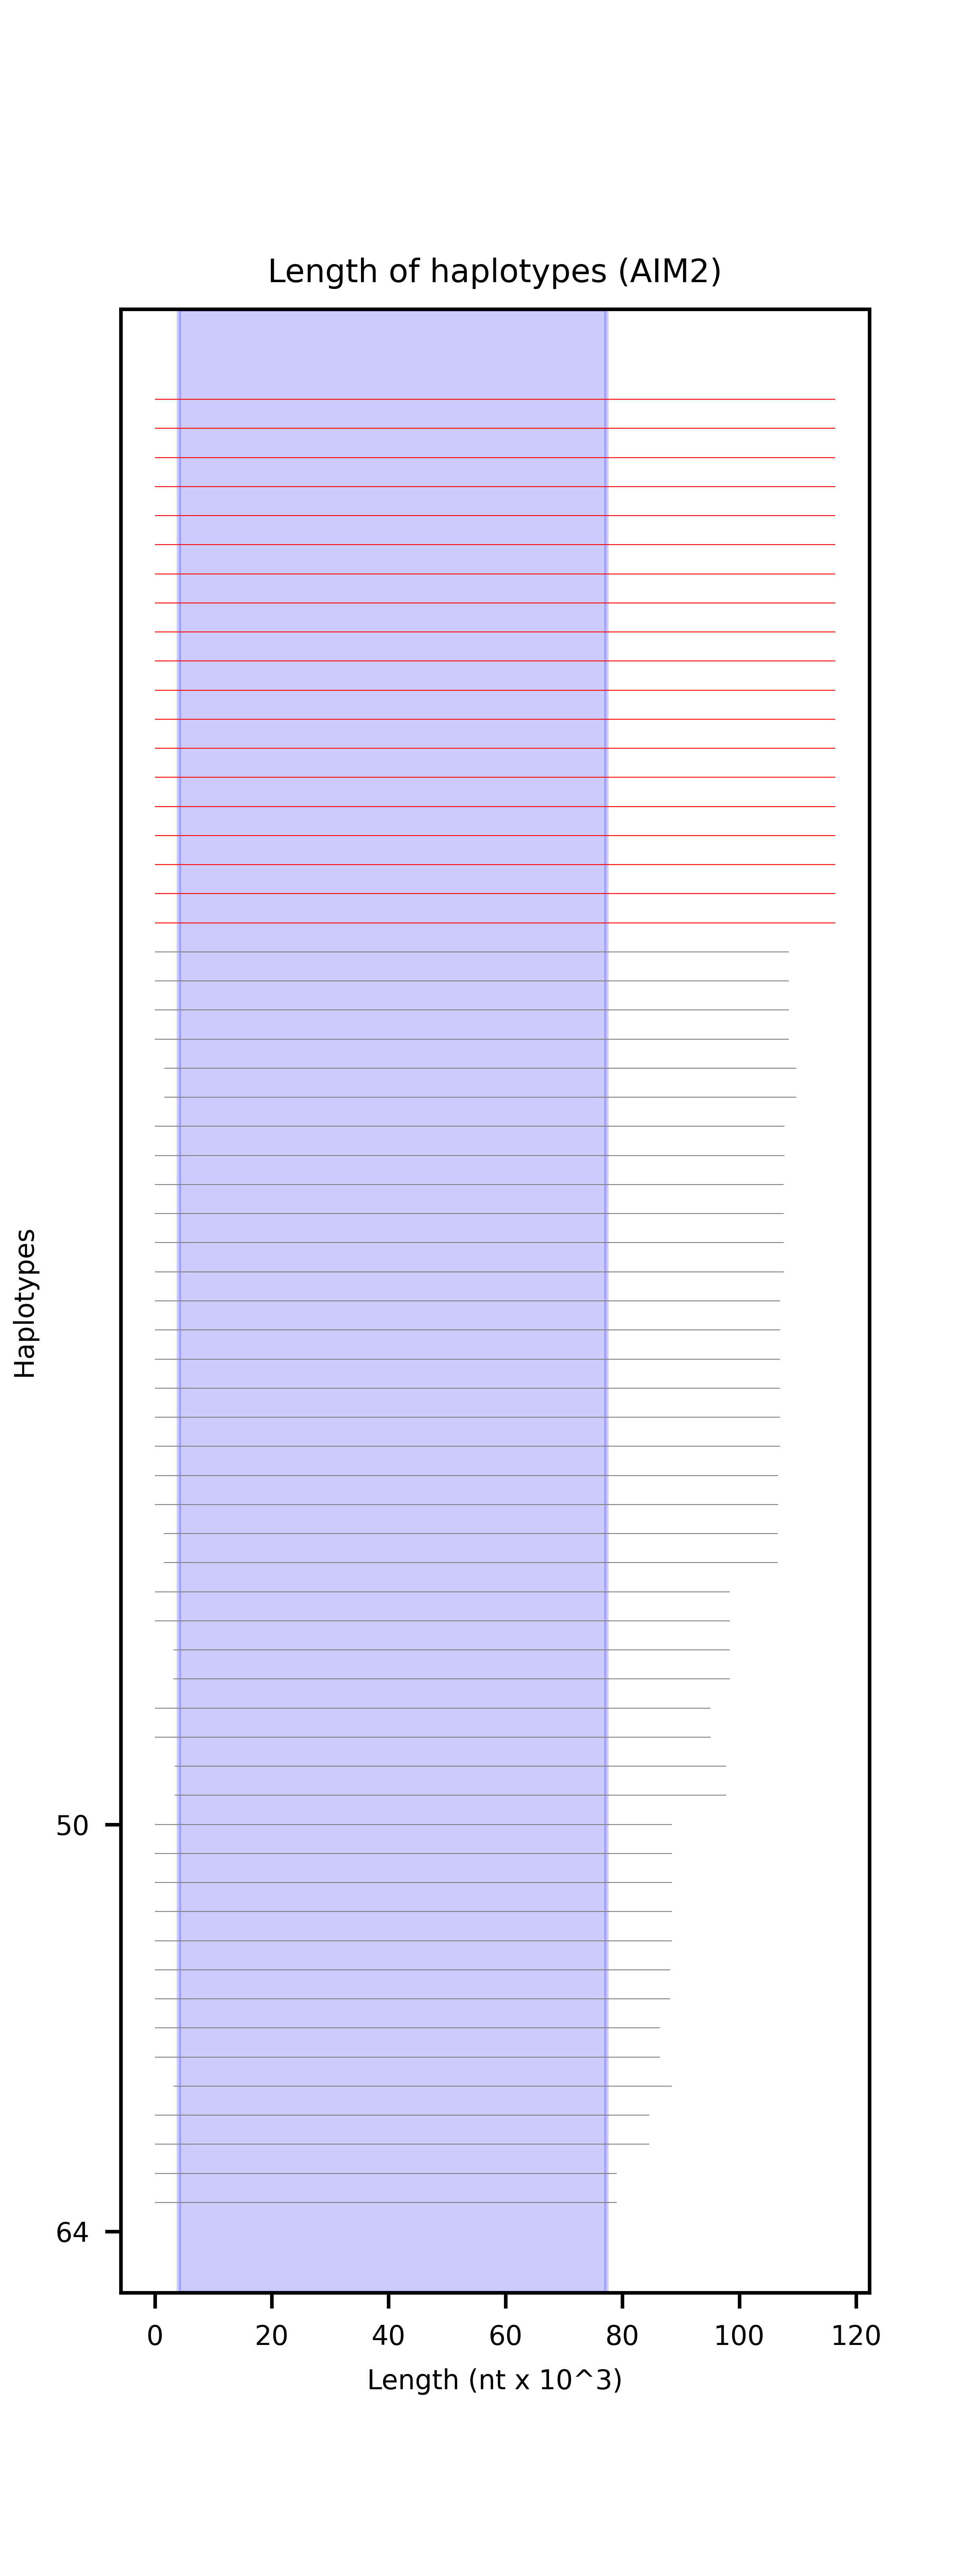 Length of haplotypes (AIM2)
Haplotypes
50
64
0 20 40 60 80 100 120
Length (nt x 10^3)